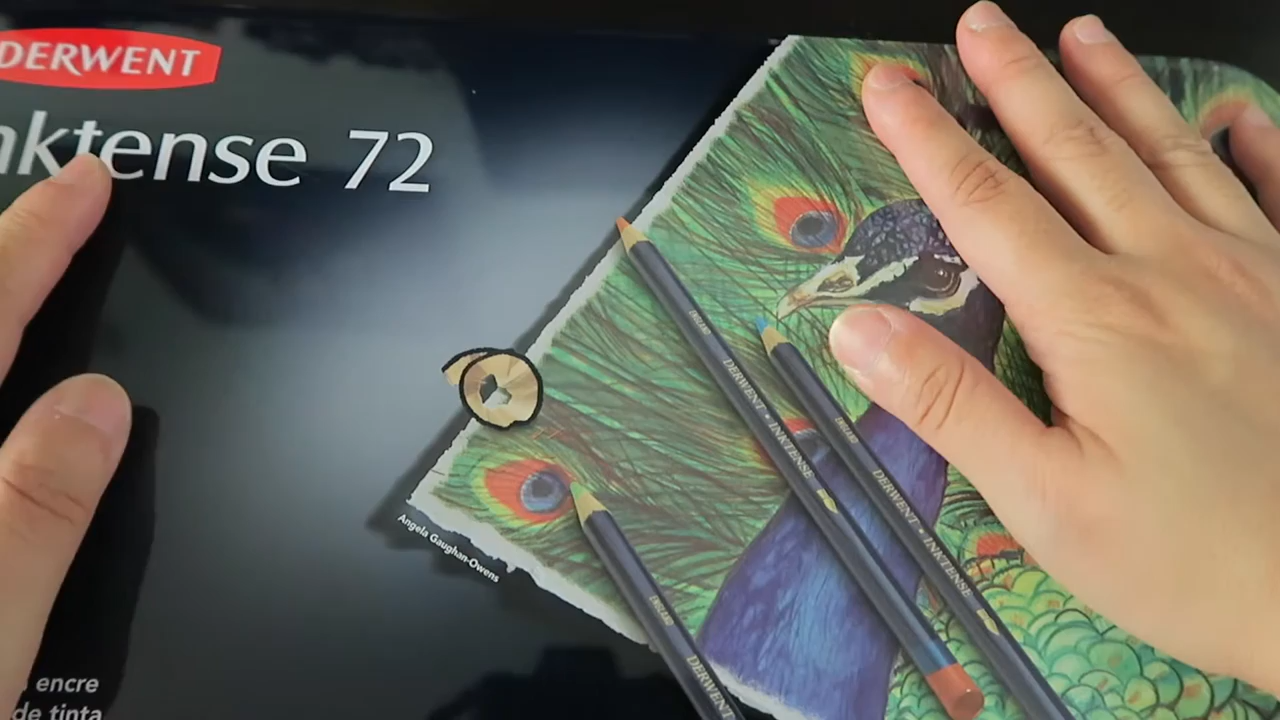 DERWENT
nktense 72
DERWENT • INKTENSE
DERWENT • INKTENSE
DERWENT
Angela Gaughan-Owens
encre
de tinta